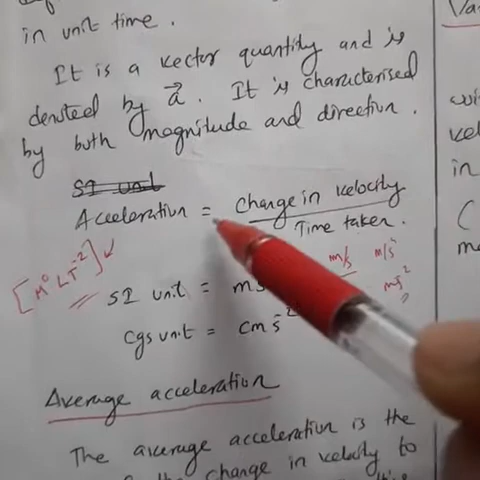 in unit time.
It is a vector quantity and is
denoted by a⃗. It is characterised
by both magnitude and direction.
SI unit
Acceleration = Change in velocity
Time taken.
[M⁰LT⁻²]
m/s m/s
SI unit = ms
ms²
cgs unit = cms⁻²
Average acceleration
The average acceleration is the
change in velocity to